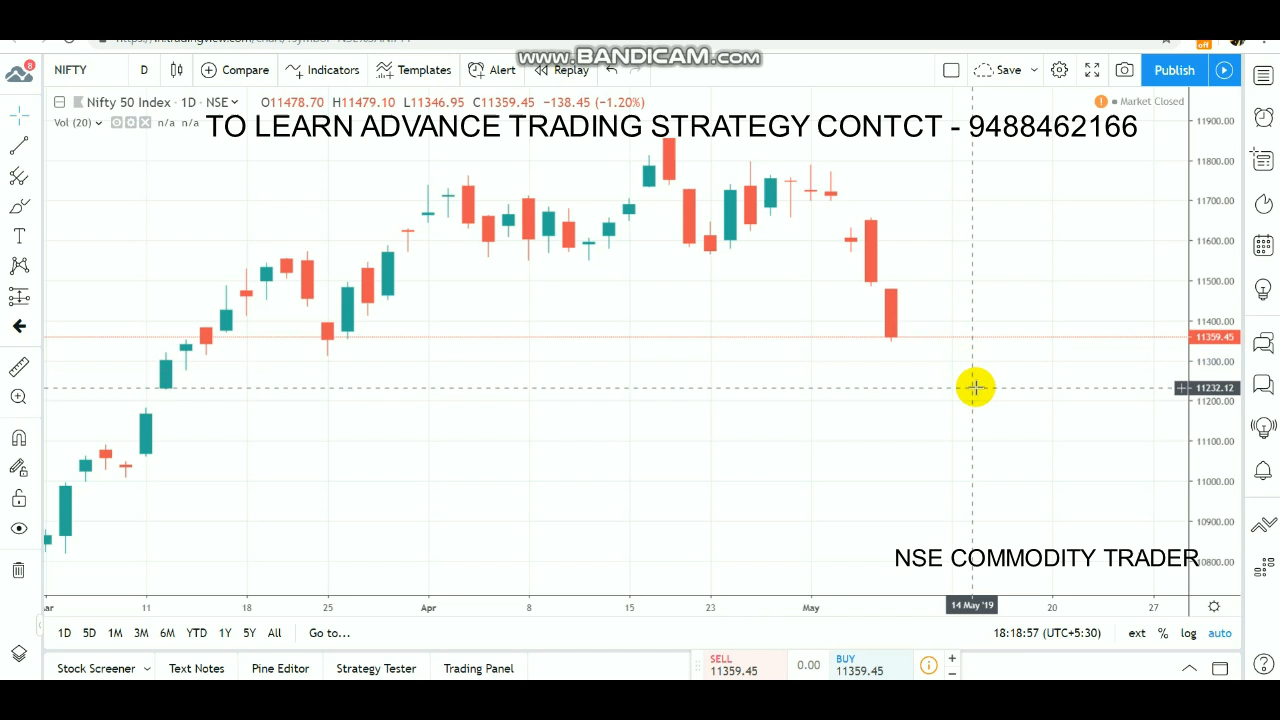 www.BANDICAM.com
off
8
NIFTY D Compare Indicators Templates Alert Replay Save Publish
Nifty 50 Index · 1D · NSE O11478.70 H11479.10 L11346.95 C11359.45 −138.45 (−1.20%) Market Closed
Vol (20) n/a n/a
TO LEARN ADVANCE TRADING STRATEGY CONTCT - 9488462166
11900.00
11800.00
11700.00
11600.00
11500.00
11400.00
11359.45
11300.00
11232.12
11200.00
11100.00
11000.00
10900.00
NSE COMMODITY TRADER
10800.00
ar 11 18 25 Apr 8 15 23 May 14 May '19 20 27
1D 5D 1M 3M 6M YTD 1Y 5Y All Go to... 18:18:57 (UTC+5:30) ext % log auto
Stock Screener Text Notes Pine Editor Strategy Tester Trading Panel
SELL 0.00 BUY
11359.45 11359.45